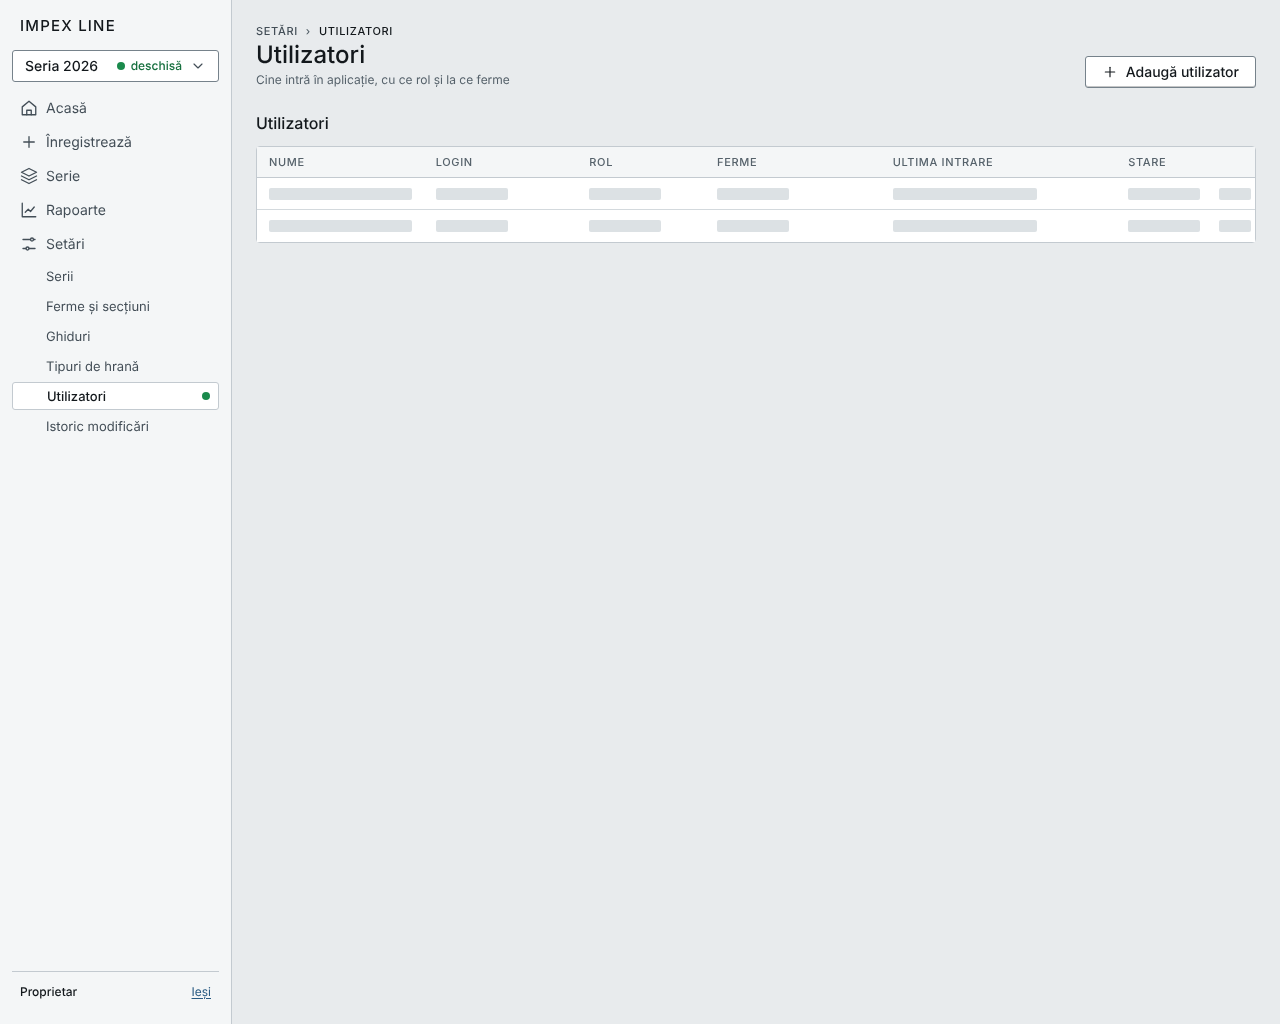 IMPEX LINE
Seria 2026 deschisă
Acasă
Înregistrează
Serie
Rapoarte
Setări
Serii
Ferme și secțiuni
Ghiduri
Tipuri de hrană
Utilizatori
Istoric modificări
Proprietar Ieși
SETĂRI › UTILIZATORI
Utilizatori
Cine intră în aplicație, cu ce rol și la ce ferme
Adaugă utilizator
Utilizatori
NUME LOGIN ROL FERME ULTIMA INTRARE STARE